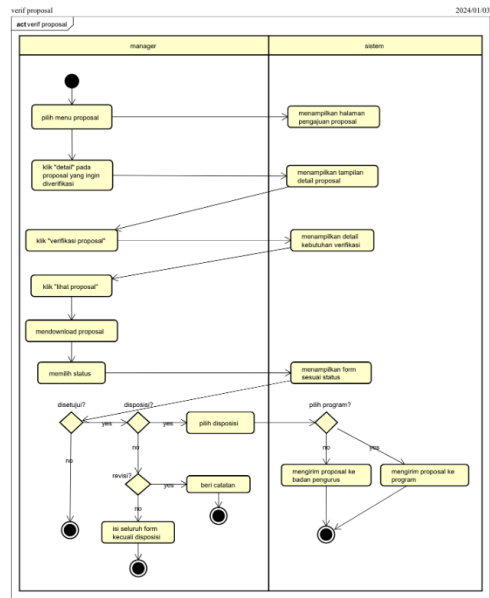 verif proposal 2024/01/03
act verif proposal
manager sistem
pilih menu proposal
menampilkan halaman
pengajuan proposal
klik "detail" pada
proposal yang ingin
diverifikasi
menampilkan tampilan
detail proposal
klik "verifikasi proposal"
menampilkan detail
kebutuhan verifikasi
klik "lihat proposal"
mendownload proposal
memilih status
menampilkan form
sesuai status
disetujui? disposisi? pilih program?
yes yes pilih disposisi
no no no yes
revisi? yes beri catatan
mengirim proposal ke
badan pengurus
mengirim proposal ke
program
no
isi seluruh form
kecuali disposisi